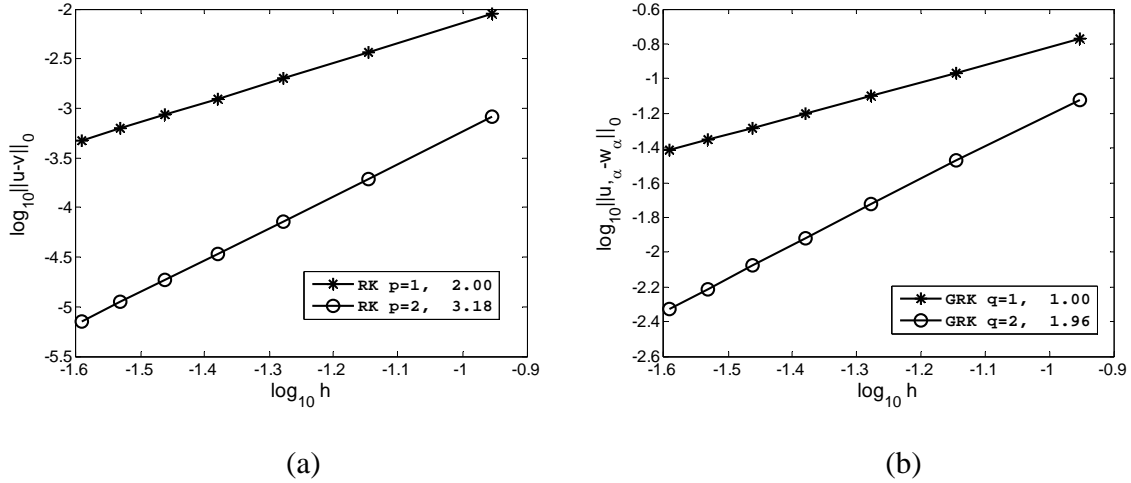 -2
-2.5
-3
-3.5
-4
-4.5
-5
-5.5
log10||u-v||0
-1.6 -1.5 -1.4 -1.3 -1.2 -1.1 -1 -0.9
log10 h
RK p=1, 2.00
RK p=2, 3.18
(a)
-0.6
-0.8
-1
-1.2
-1.4
-1.6
-1.8
-2
-2.2
-2.4
-2.6
log10||u,α-wα||0
-1.6 -1.5 -1.4 -1.3 -1.2 -1.1 -1 -0.9
log10 h
GRK q=1, 1.00
GRK q=2, 1.96
(b)